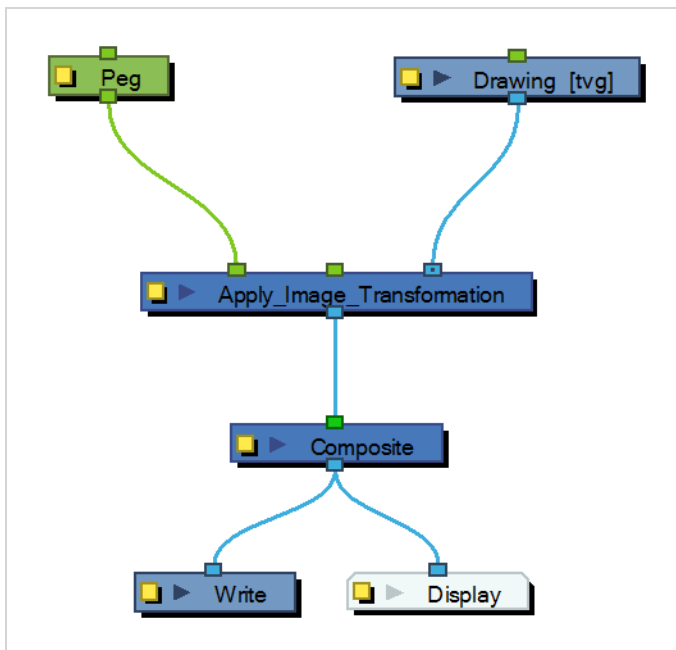 Peg
Drawing [tvg]
Apply_Image_Transformation
Composite
Write
Display